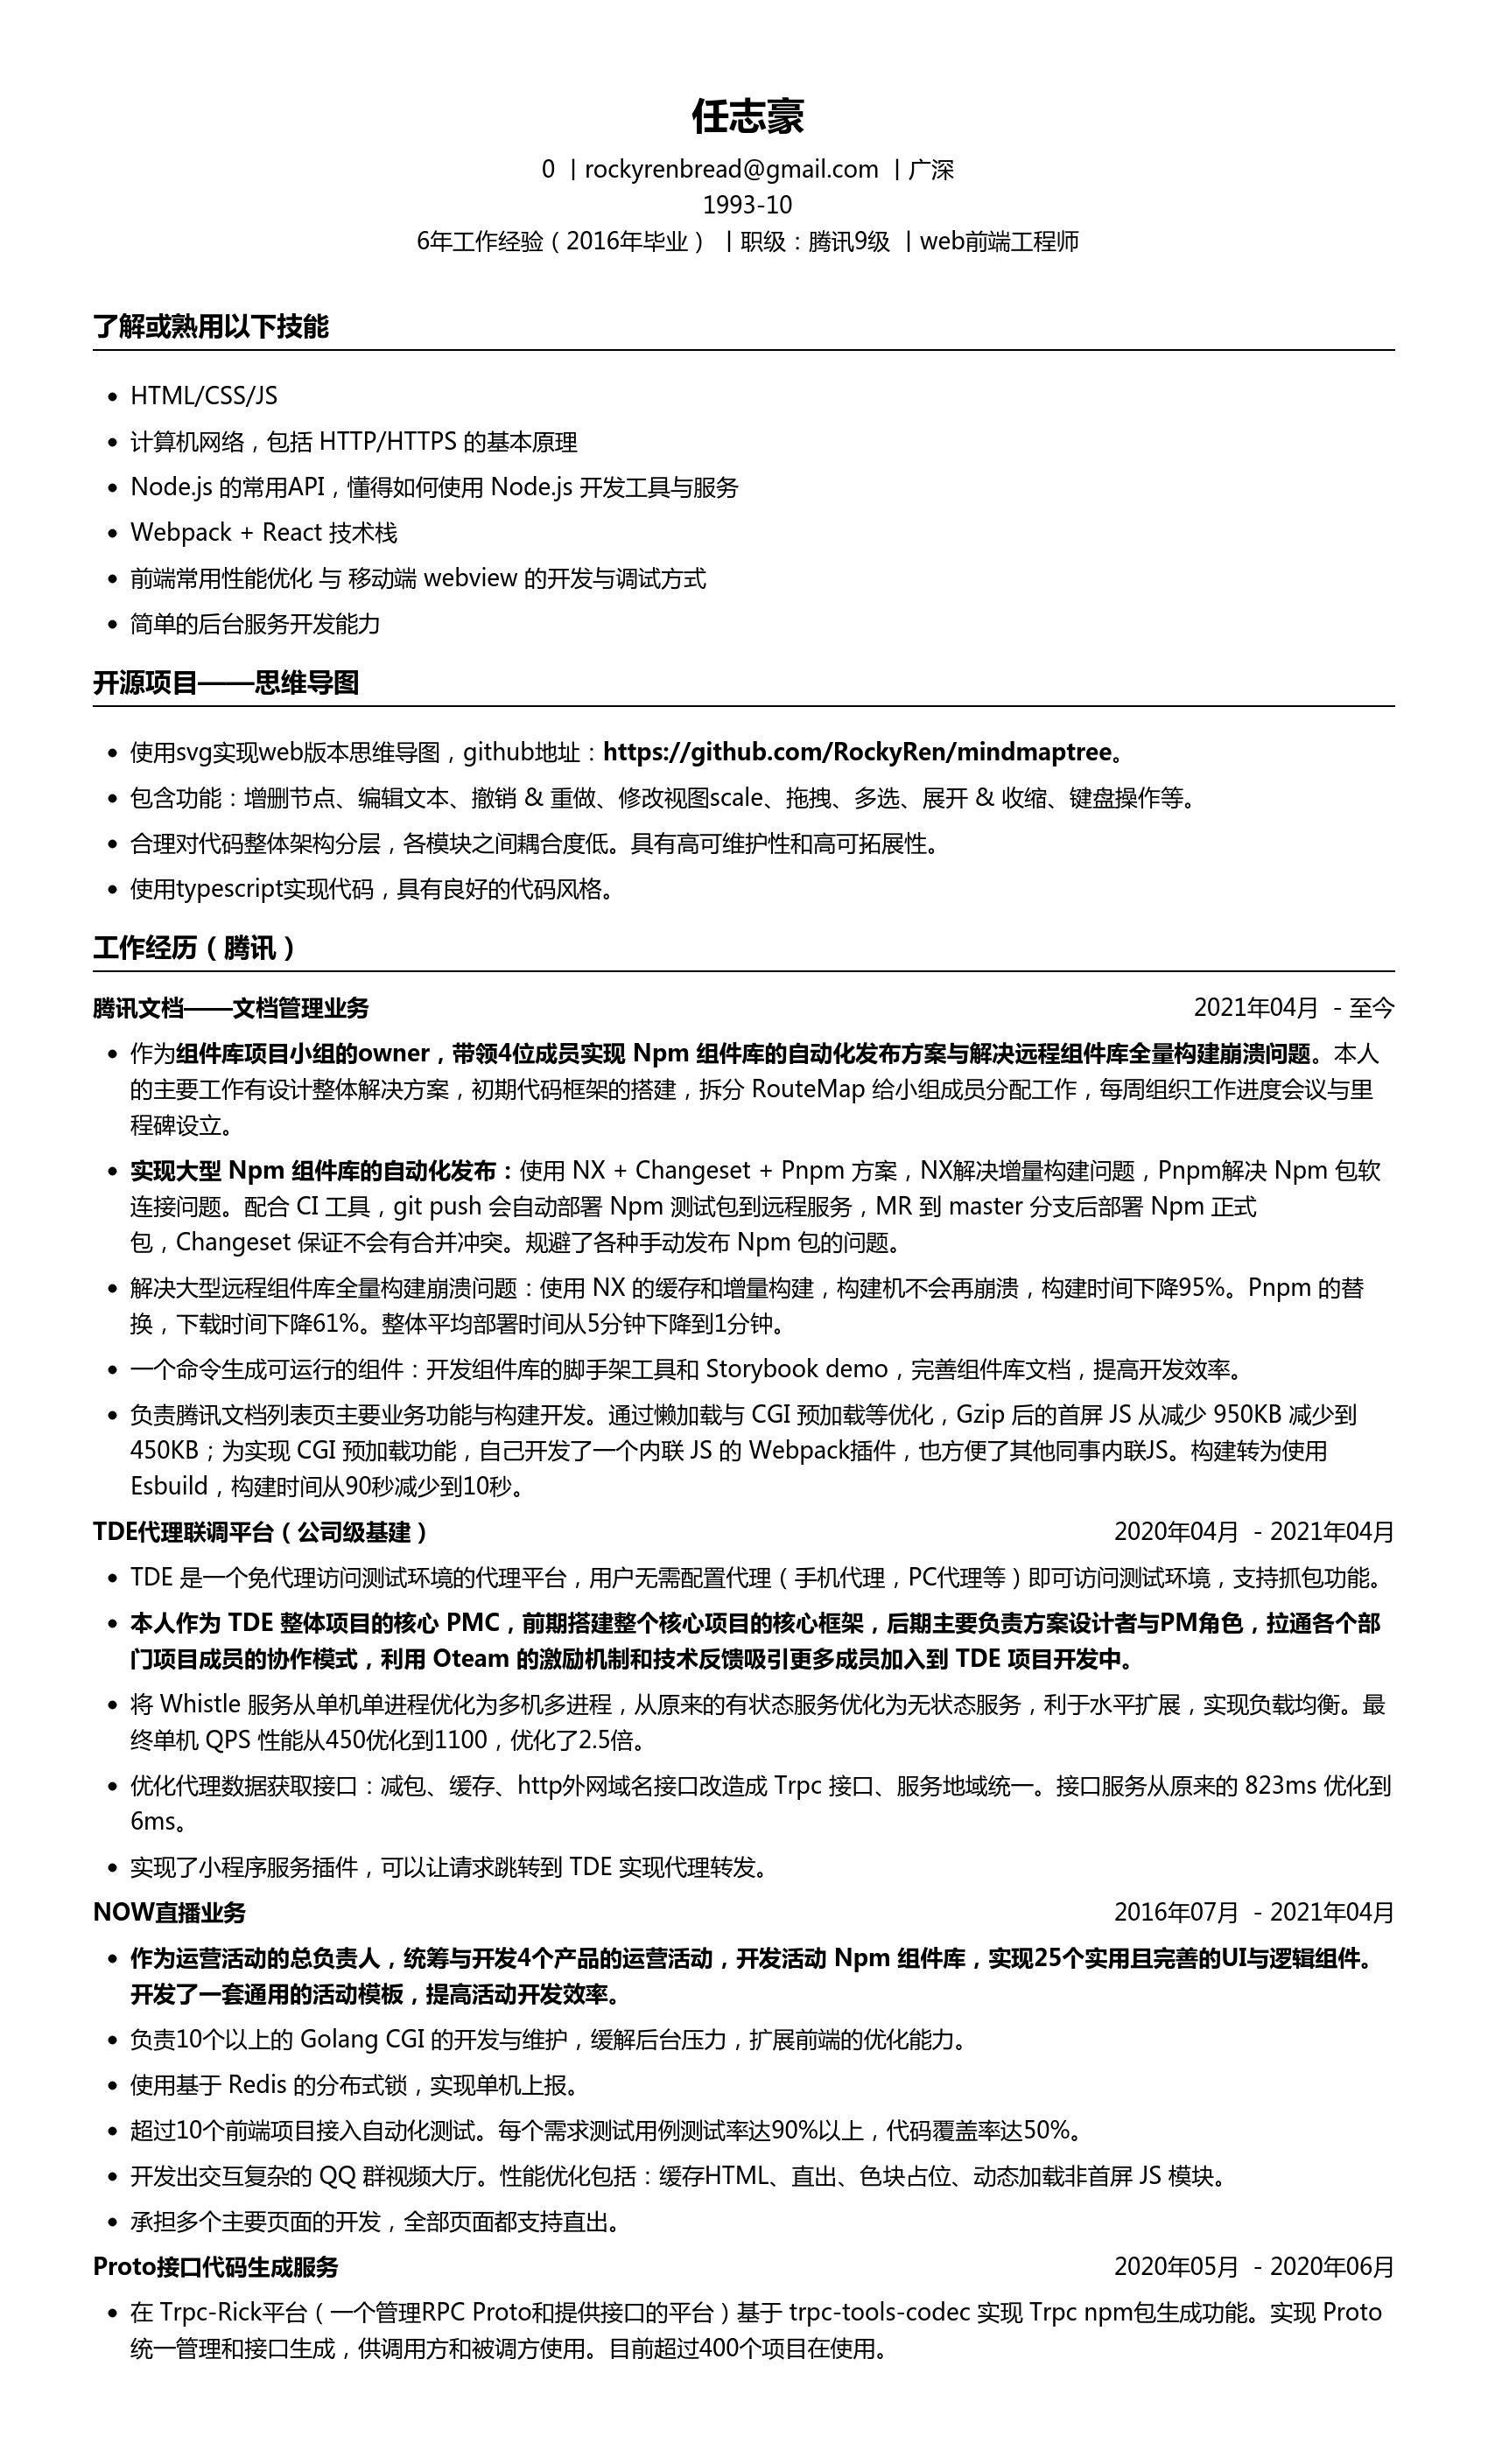 任志豪
0 | rockyrenbread@gmail.com | 广深
1993-10
6年工作经验（2016年毕业） | 职级：腾讯9级 | web前端工程师
了解或熟用以下技能
• HTML/CSS/JS
• 计算机网络，包括 HTTP/HTTPS 的基本原理
• Node.js 的常用API，懂得如何使用 Node.js 开发工具与服务
• Webpack + React 技术栈
• 前端常用性能优化 与 移动端 webview 的开发与调试方式
• 简单的后台服务开发能力
开源项目——思维导图
• 使用svg实现web版本思维导图，github地址：https://github.com/RockyRen/mindmaptree。
• 包含功能：增删节点、编辑文本、撤销 & 重做、修改视图scale、拖拽、多选、展开 & 收缩、键盘操作等。
• 合理对代码整体架构分层，各模块之间耦合度低。具有高可维护性和高可拓展性。
• 使用typescript实现代码，具有良好的代码风格。
工作经历（腾讯）
腾讯文档——文档管理业务 2021年04月 - 至今
• 作为组件库项目小组的owner，带领4位成员实现 Npm 组件库的自动化发布方案与解决远程组件库全量构建崩溃问题。本人
的主要工作有设计整体解决方案，初期代码框架的搭建，拆分 RouteMap 给小组成员分配工作，每周组织工作进度会议与里
程碑设立。
• 实现大型 Npm 组件库的自动化发布：使用 NX + Changeset + Pnpm 方案，NX解决增量构建问题，Pnpm解决 Npm 包软
连接问题。配合 CI 工具，git push 会自动部署 Npm 测试包到远程服务，MR 到 master 分支后部署 Npm 正式
包，Changeset 保证不会有合并冲突。规避了各种手动发布 Npm 包的问题。
• 解决大型远程组件库全量构建崩溃问题：使用 NX 的缓存和增量构建，构建机不会再崩溃，构建时间下降95%。Pnpm 的替
换，下载时间下降61%。整体平均部署时间从5分钟下降到1分钟。
• 一个命令生成可运行的组件：开发组件库的脚手架工具和 Storybook demo，完善组件库文档，提高开发效率。
• 负责腾讯文档列表页主要业务功能与构建开发。通过懒加载与 CGI 预加载等优化，Gzip 后的首屏 JS 从减少 950KB 减少到
450KB；为实现 CGI 预加载功能，自己开发了一个内联 JS 的 Webpack插件，也方便了其他同事内联JS。构建转为使用
Esbuild，构建时间从90秒减少到10秒。
TDE代理联调平台（公司级基建） 2020年04月 - 2021年04月
• TDE 是一个免代理访问测试环境的代理平台，用户无需配置代理（手机代理，PC代理等）即可访问测试环境，支持抓包功能。
• 本人作为 TDE 整体项目的核心 PMC，前期搭建整个核心项目的核心框架，后期主要负责方案设计者与PM角色，拉通各个部
门项目成员的协作模式，利用 Oteam 的激励机制和技术反馈吸引更多成员加入到 TDE 项目开发中。
• 将 Whistle 服务从单机单进程优化为多机多进程，从原来的有状态服务优化为无状态服务，利于水平扩展，实现负载均衡。最
终单机 QPS 性能从450优化到1100，优化了2.5倍。
• 优化代理数据获取接口：减包、缓存、http外网域名接口改造成 Trpc 接口、服务地域统一。接口服务从原来的 823ms 优化到
6ms。
• 实现了小程序服务插件，可以让请求跳转到 TDE 实现代理转发。
NOW直播业务 2016年07月 - 2021年04月
• 作为运营活动的总负责人，统筹与开发4个产品的运营活动，开发活动 Npm 组件库，实现25个实用且完善的UI与逻辑组件。
开发了一套通用的活动模板，提高活动开发效率。
• 负责10个以上的 Golang CGI 的开发与维护，缓解后台压力，扩展前端的优化能力。
• 使用基于 Redis 的分布式锁，实现单机上报。
• 超过10个前端项目接入自动化测试。每个需求测试用例测试率达90%以上，代码覆盖率达50%。
• 开发出交互复杂的 QQ 群视频大厅。性能优化包括：缓存HTML、直出、色块占位、动态加载非首屏 JS 模块。
• 承担多个主要页面的开发，全部页面都支持直出。
Proto接口代码生成服务 2020年05月 - 2020年06月
• 在 Trpc-Rick平台（一个管理RPC Proto和提供接口的平台）基于 trpc-tools-codec 实现 Trpc npm包生成功能。实现 Proto
统一管理和接口生成，供调用方和被调方使用。目前超过400个项目在使用。